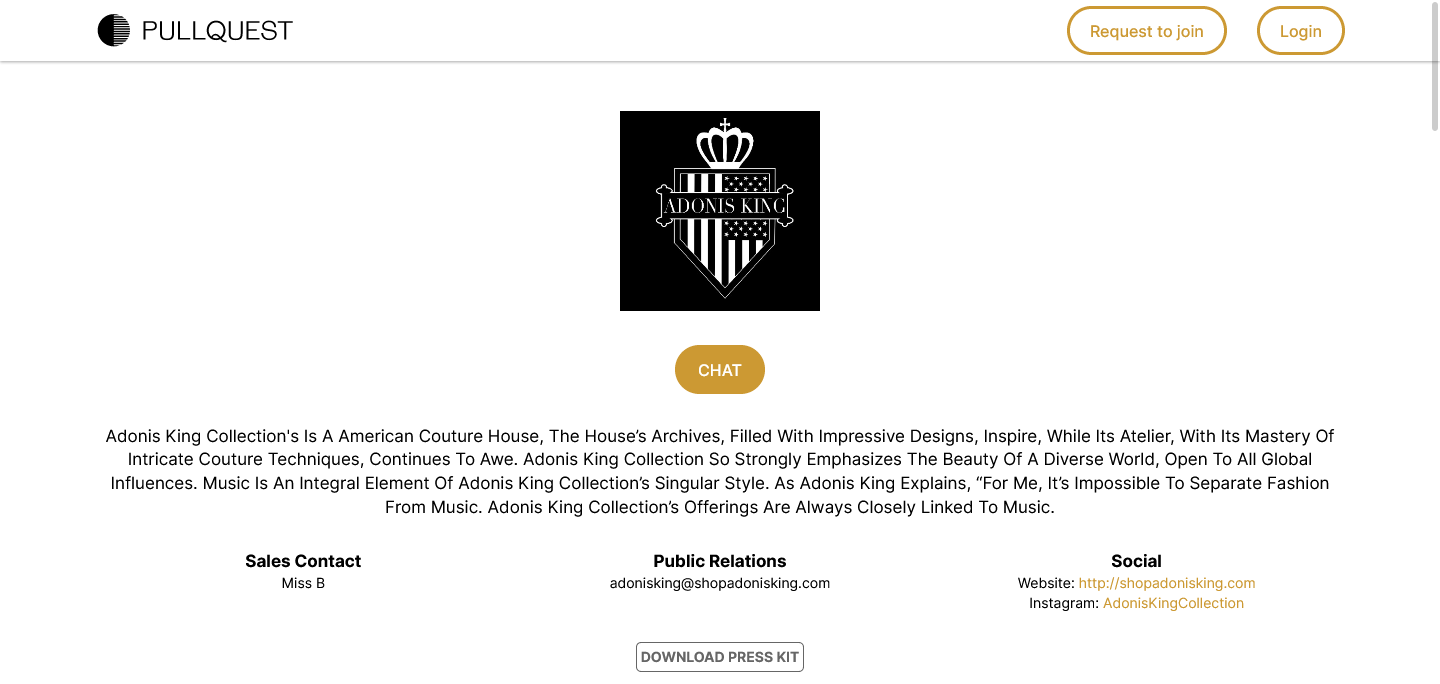 PULLQUEST
Request to join
Login
ADONIS KING
CHAT
Adonis King Collection's Is A American Couture House, The House’s Archives, Filled With Impressive Designs, Inspire, While Its Atelier, With Its Mastery Of
Intricate Couture Techniques, Continues To Awe. Adonis King Collection So Strongly Emphasizes The Beauty Of A Diverse World, Open To All Global
Influences. Music Is An Integral Element Of Adonis King Collection’s Singular Style. As Adonis King Explains, “For Me, It’s Impossible To Separate Fashion
From Music. Adonis King Collection’s Offerings Are Always Closely Linked To Music.
Sales Contact
Miss B
Public Relations
adonisking@shopadonisking.com
Social
Website: http://shopadonisking.com
Instagram: AdonisKingCollection
DOWNLOAD PRESS KIT